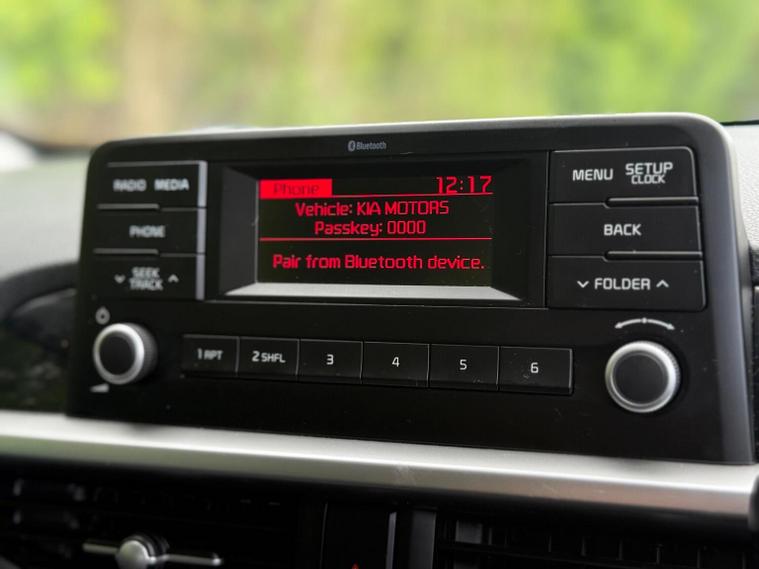 Bluetooth
RADIO MEDIA
PHONE
SEEK
TRACK
Phone 12:17
Vehicle: KIA MOTORS
Passkey: 0000
Pair from Bluetooth device.
MENU SETUP
CLOCK
BACK
FOLDER
1 RPT 2 SHFL 3 4 5 6